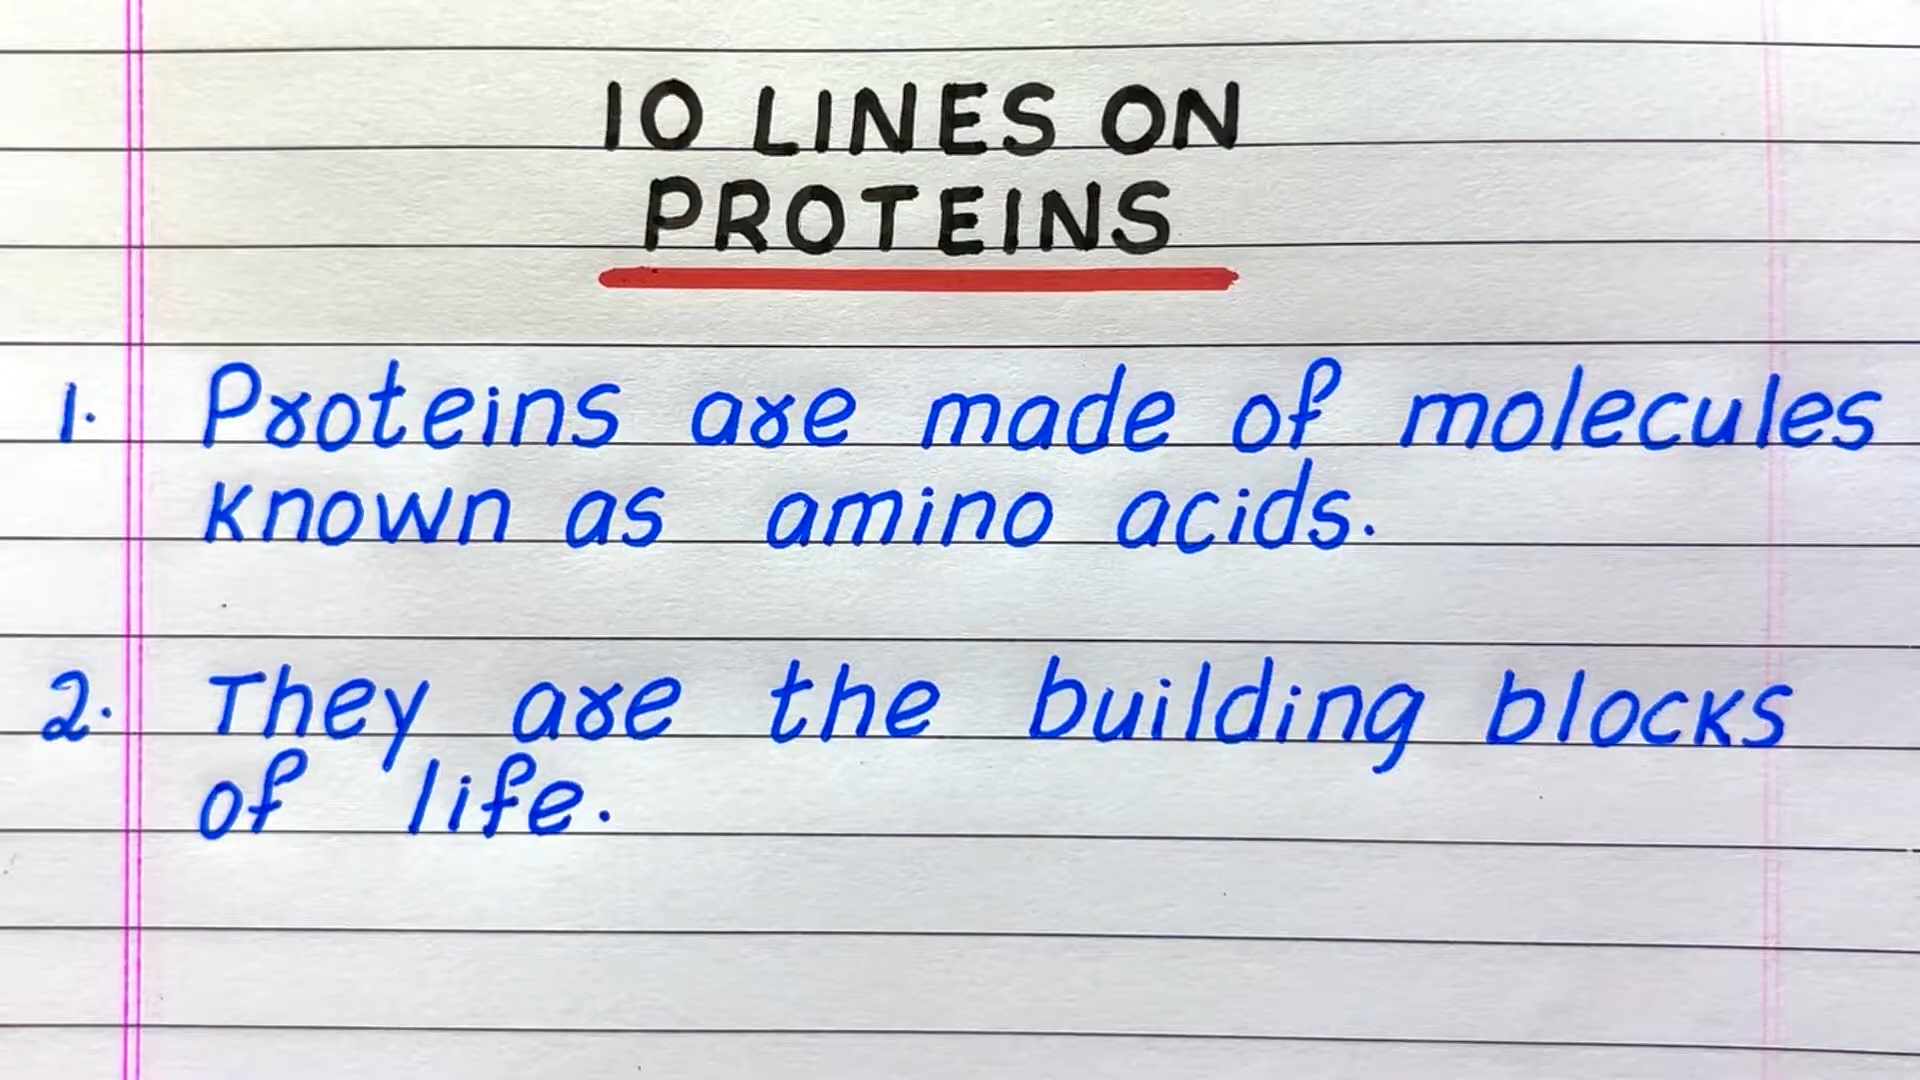 10 LINES ON
PROTEINS
1. Proteins are made of molecules
known as amino acids.
2. They are the building blocks
of life.